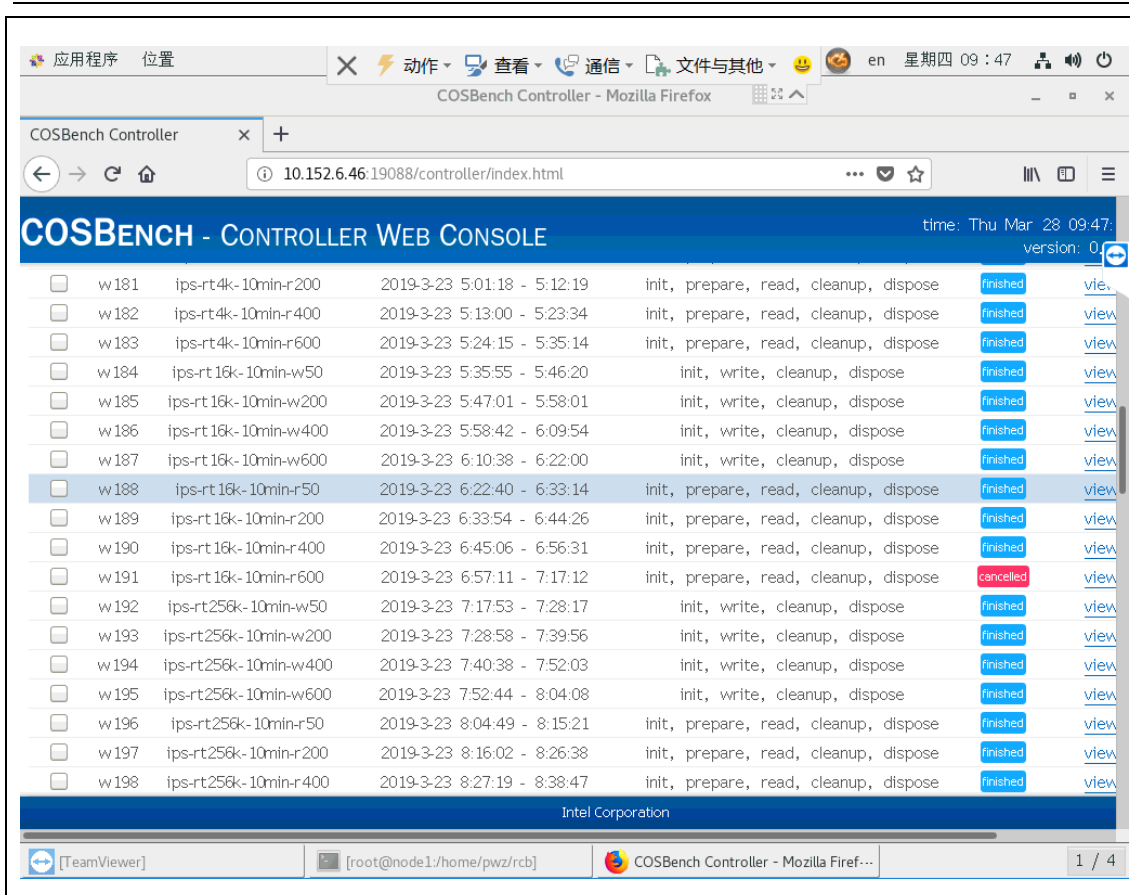 应用程序 位置 动作 查看 通信 文件与其他 en 星期四 09:47
COSBench Controller - Mozilla Firefox
COSBench Controller
10.152.6.46:19088/controller/index.html
COSBENCH - CONTROLLER WEB CONSOLE
time: Thu Mar 28 09:47:
version: 0.
w181 ips-rt4k-10min-r200 2019-3-23 5:01:18 - 5:12:19 init, prepare, read, cleanup, dispose finished view
w182 ips-rt4k-10min-r400 2019-3-23 5:13:00 - 5:23:34 init, prepare, read, cleanup, dispose finished view
w183 ips-rt4k-10min-r600 2019-3-23 5:24:15 - 5:35:14 init, prepare, read, cleanup, dispose finished view
w184 ips-rt16k-10min-w50 2019-3-23 5:35:55 - 5:46:20 init, write, cleanup, dispose finished view
w185 ips-rt16k-10min-w200 2019-3-23 5:47:01 - 5:58:01 init, write, cleanup, dispose finished view
w186 ips-rt16k-10min-w400 2019-3-23 5:58:42 - 6:09:54 init, write, cleanup, dispose finished view
w187 ips-rt16k-10min-w600 2019-3-23 6:10:38 - 6:22:00 init, write, cleanup, dispose finished view
w188 ips-rt16k-10min-r50 2019-3-23 6:22:40 - 6:33:14 init, prepare, read, cleanup, dispose finished view
w189 ips-rt16k-10min-r200 2019-3-23 6:33:54 - 6:44:26 init, prepare, read, cleanup, dispose finished view
w190 ips-rt16k-10min-r400 2019-3-23 6:45:06 - 6:56:31 init, prepare, read, cleanup, dispose finished view
w191 ips-rt16k-10min-r600 2019-3-23 6:57:11 - 7:17:12 init, prepare, read, cleanup, dispose cancelled view
w192 ips-rt256k-10min-w50 2019-3-23 7:17:53 - 7:28:17 init, write, cleanup, dispose finished view
w193 ips-rt256k-10min-w200 2019-3-23 7:28:58 - 7:39:56 init, write, cleanup, dispose finished view
w194 ips-rt256k-10min-w400 2019-3-23 7:40:38 - 7:52:03 init, write, cleanup, dispose finished view
w195 ips-rt256k-10min-w600 2019-3-23 7:52:44 - 8:04:08 init, write, cleanup, dispose finished view
w196 ips-rt256k-10min-r50 2019-3-23 8:04:49 - 8:15:21 init, prepare, read, cleanup, dispose finished view
w197 ips-rt256k-10min-r200 2019-3-23 8:16:02 - 8:26:38 init, prepare, read, cleanup, dispose finished view
w198 ips-rt256k-10min-r400 2019-3-23 8:27:19 - 8:38:47 init, prepare, read, cleanup, dispose finished view
Intel Corporation
[TeamViewer] [root@node1:/home/pwz/rcb] COSBench Controller - Mozilla Firef··· 1 / 4